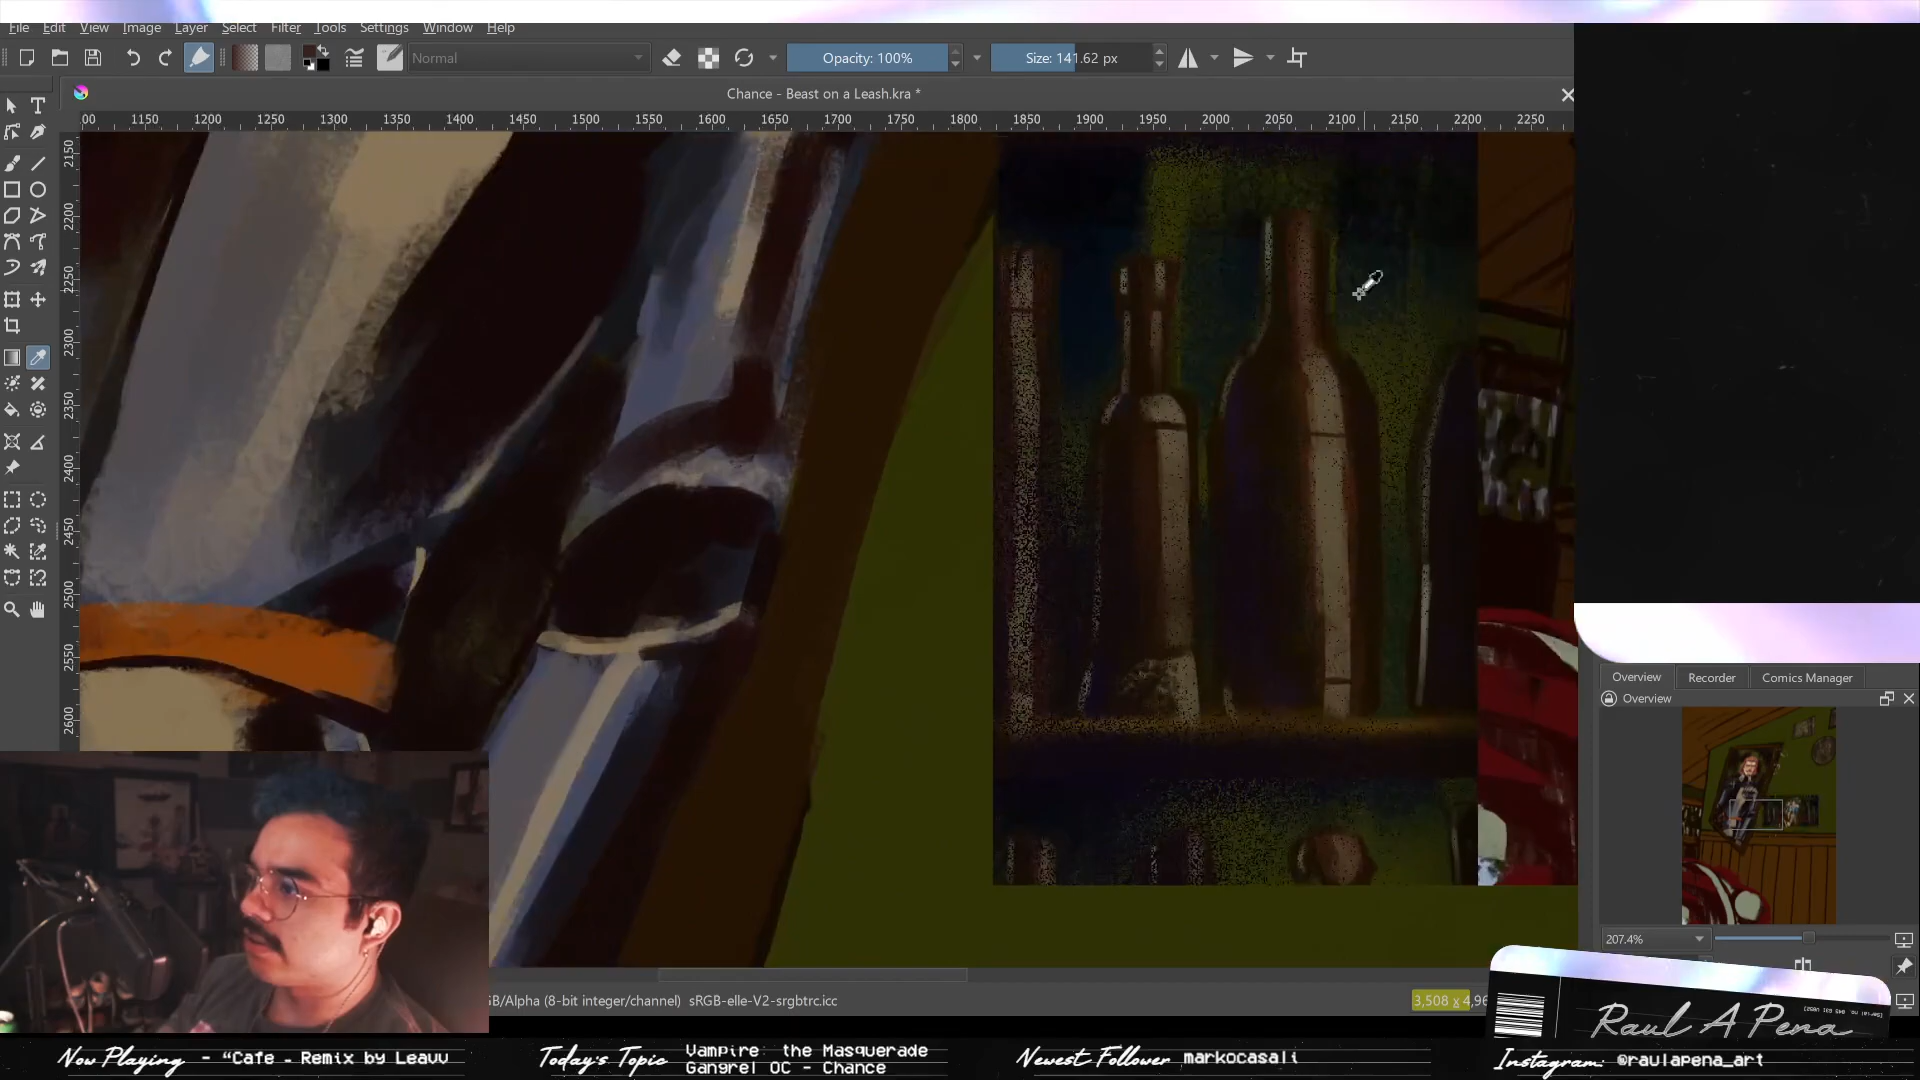 File Edit View Image Layer Select Filter Tools Settings Window Help
Normal
Opacity: 100%
Size: 141.62 px
Chance - Beast on a Leash.kra *
00 1150 1200 1250 1300 1350 1400 1450 1500 1550 1600 1650 1700 1750 1800 1850 1900 1950 2000 2050 2100 2150 2200 2250
2150
2200
2250
2300
2350
2400
2450
2500
2550
2600
Overview Recorder Comics Manager
Overview
207.4%
GB/Alpha (8-bit integer/channel) sRGB-elle-V2-srgbtrc.icc
3,508 x 4,96
Raul A Pena
Now Playing - "Cafe - Remix by Leavv
Today's Topic Vampire: the Masquerade
Gangrel OC - Chance
Newest Follower markocasali
Instagram: @raulapena_art